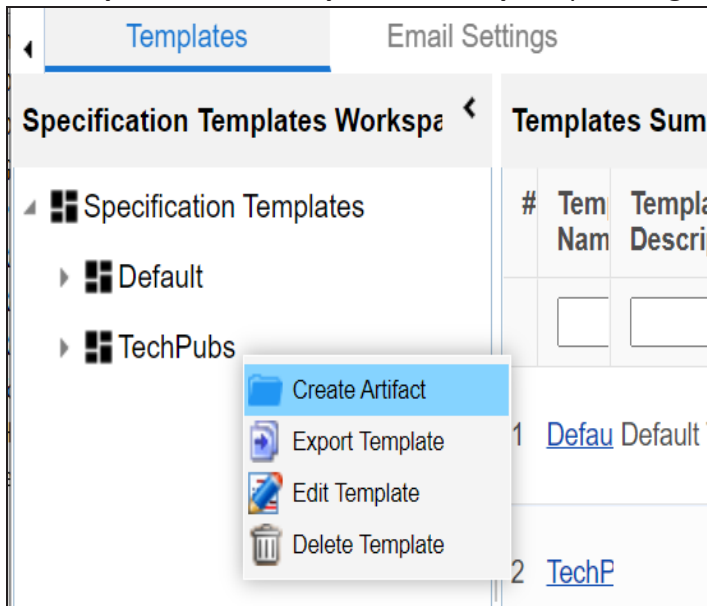 Templates
Email Settings
Specification Templates Workspa
Templates Sum
Specification Templates
Default
TechPubs
#
Tem
Nam
Templa
Descri
Create Artifact
Export Template
Edit Template
Delete Template
1 Defau Default
2 TechP